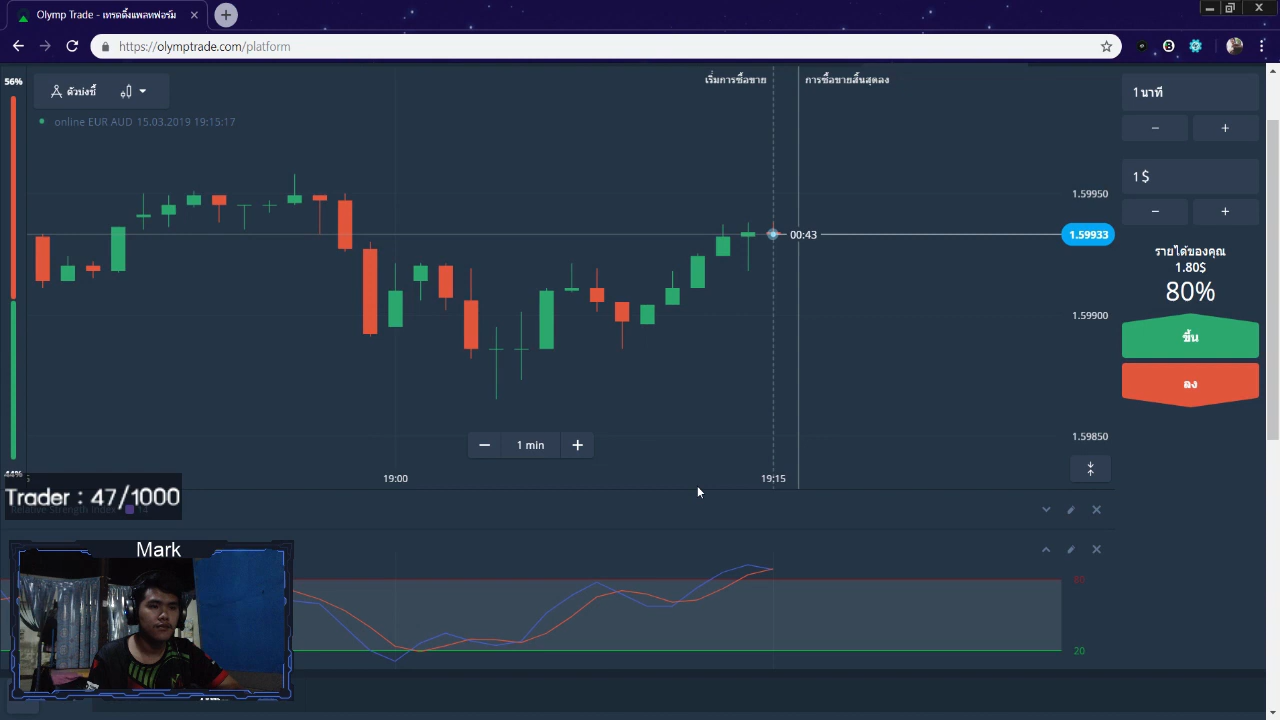 Olymp Trade - เทรดดิ้งแพลทฟอร์ม
https://olymptrade.com/platform
56%
ตัวบ่งชี้
เริ่มการซื้อขาย
การซื้อขายสิ้นสุดลง
1 นาที
online EUR AUD 15.03.2019 19:15:17
1 $
1.59950
00:43
1.59933
รายได้ของคุณ
1.80$
80%
1.59900
ขึ้น
ลง
1.59850
1 min
44%
19:00
19:15
Trader : 47/1000
Relative Strength Index
14
Mark
80
20